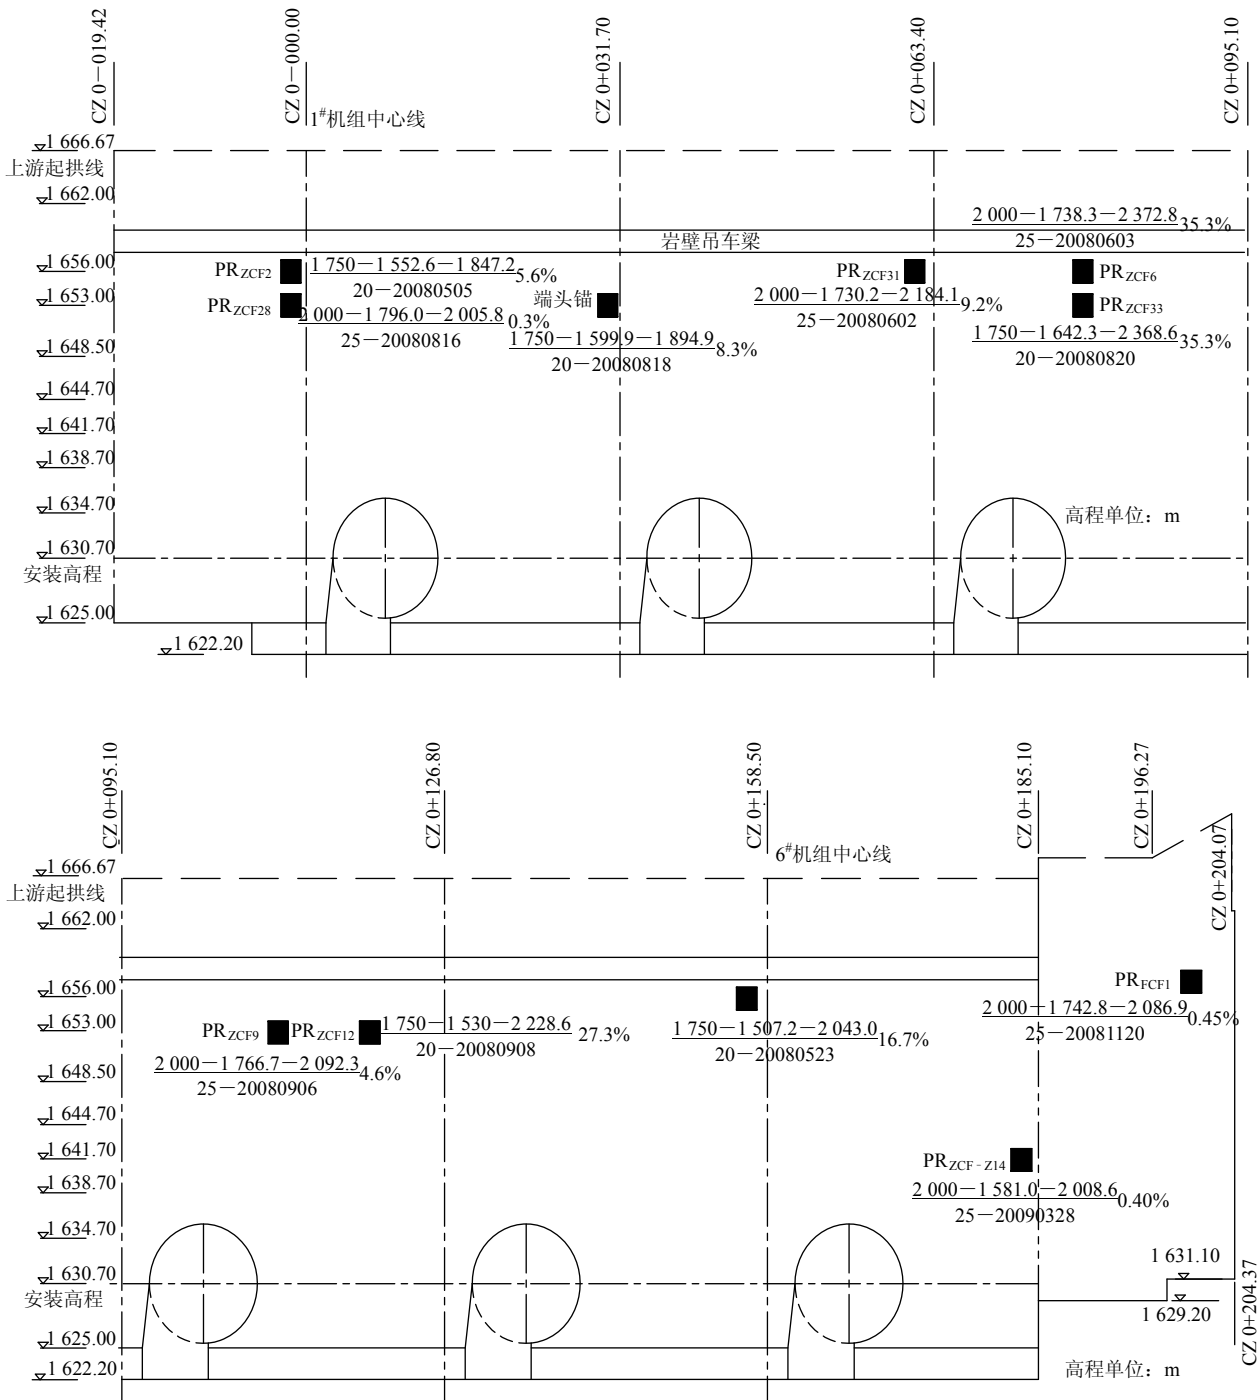 CZ 0－019.42
CZ 0－000.00
CZ 0+031.70
CZ 0+063.40
CZ 0+095.10
1#机组中心线
1 666.67
上游起拱线
1 662.00
2 000－1 738.3－2 372.8 35.3%
25－20080603
岩壁吊车梁
1 656.00
PRZCF2
1 750－1 552.6－1 847.2 5.6%
20－20080505
PRZCF31
PRZCF6
1 653.00
PRZCF28
2 000－1 796.0－2 005.8 0.3%
25－20080816
端头锚
2 000－1 730.2－2 184.1 9.2%
25－20080602
PRZCF33
1 648.50
1 750－1 599.9－1 894.9 8.3%
20－20080818
1 750－1 642.3－2 368.6 35.3%
20－20080820
1 644.70
1 641.70
1 638.70
1 634.70
高程单位：m
1 630.70
安装高程
1 625.00
1 622.20
CZ 0+095.10
CZ 0+126.80
CZ 0+158.50
CZ 0+185.10
CZ 0+196.27
CZ 0+204.07
6#机组中心线
1 666.67
上游起拱线
1 662.00
1 656.00
PRFCF1
2 000－1 742.8－2 086.9 0.45%
25－20081120
1 653.00
PRZCF9
PRZCF12
1 750－1 530－2 228.6 27.3%
20－20080908
1 750－1 507.2－2 043.0 16.7%
20－20080523
2 000－1 766.7－2 092.3 4.6%
25－20080906
1 648.50
1 644.70
1 641.70
PRZCF‐Z14
1 638.70
2 000－1 581.0－2 008.6 0.40%
25－20090328
1 634.70
1 631.10
1 630.70
安装高程
1 629.20
CZ 0+204.37
1 625.00
1 622.20
高程单位：m